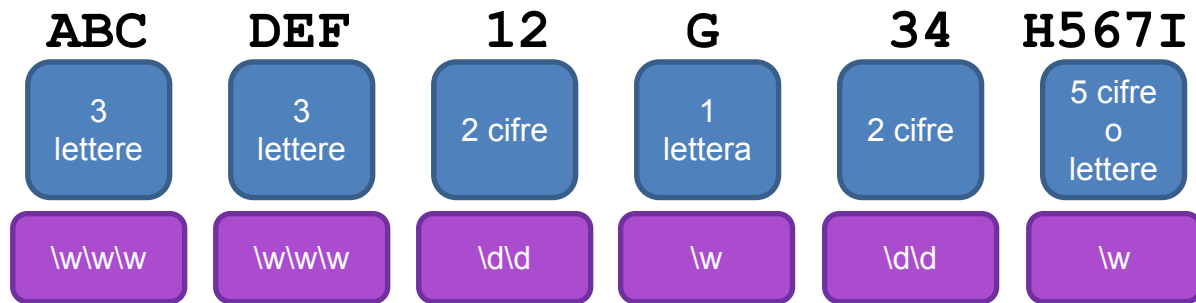 ABC DEF 12 G 34 H567I
3
lettere
3
lettere
2 cifre
1
lettera
2 cifre
5 cifre
o
lettere
\w\w\w \w\w\w \d\d \w \d\d \w